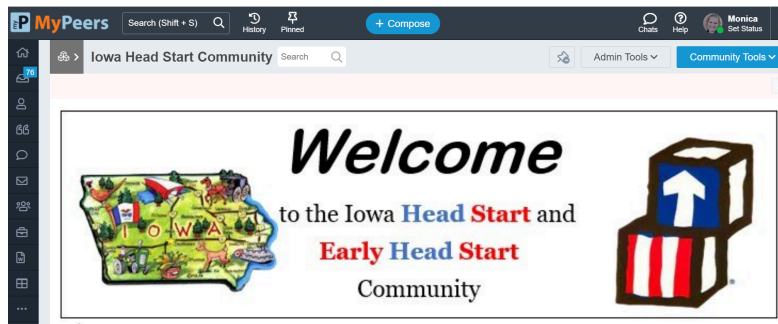 MyPeers
Search (Shift + S)
History
Pinned
+ Compose
Chats
Help
Monica
Set Status
76
Iowa Head Start Community
Search
Admin Tools
Community Tools
Welcome
to the Iowa Head Start and
Early Head Start
Community
IOWA